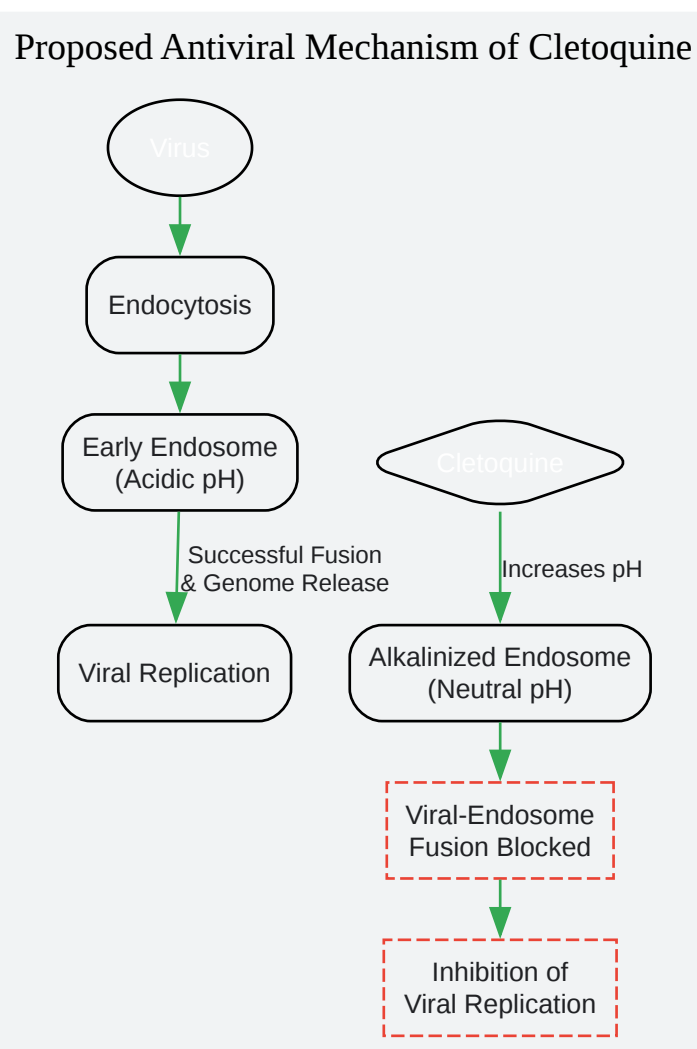 Proposed Antiviral Mechanism of Cletoquine
Virus
Endocytosis
Early Endosome
(Acidic pH)
Successful Fusion
& Genome Release
Viral Replication
Cletoquine
Increases pH
Alkalinized Endosome
(Neutral pH)
Viral-Endosome
Fusion Blocked
Inhibition of
Viral Replication